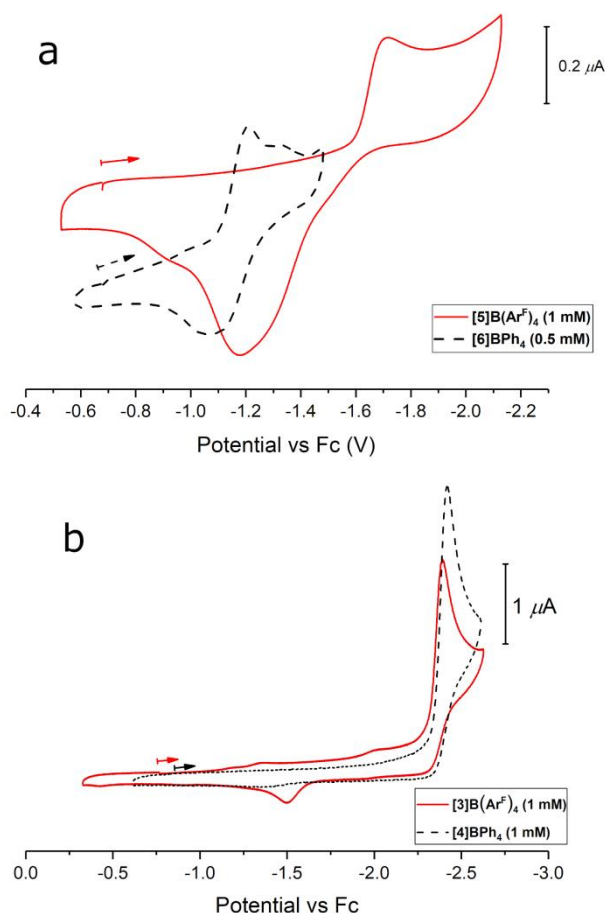 a
0.2 μA
[5]B(Ar^F)₄ (1 mM)
[6]BPh₄ (0.5 mM)
-0.4 -0.6 -0.8 -1.0 -1.2 -1.4 -1.6 -1.8 -2.0 -2.2
Potential vs Fc (V)
b
1 μA
[3]B(Ar^F)₄ (1 mM)
[4]BPh₄ (1 mM)
0.0 -0.5 -1.0 -1.5 -2.0 -2.5 -3.0
Potential vs Fc